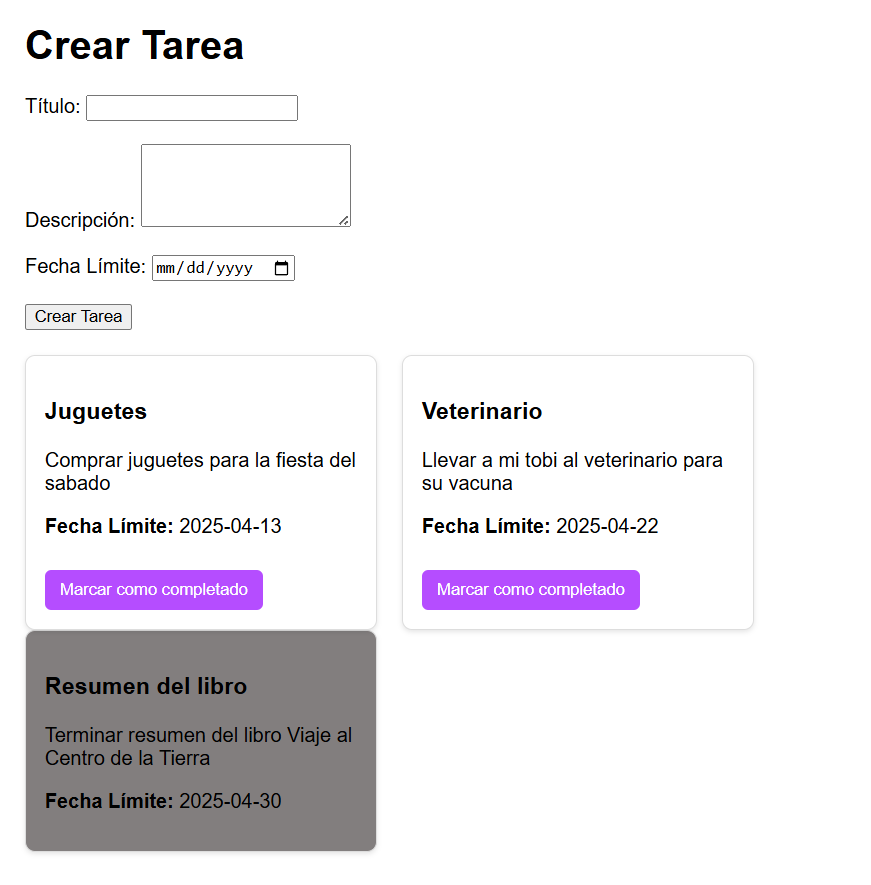 Crear Tarea
Título:
Descripción:
Fecha Límite: mm/dd/yyyy
Crear Tarea
Juguetes
Comprar juguetes para la fiesta del
sabado
Fecha Límite: 2025-04-13
Marcar como completado
Veterinario
Llevar a mi tobi al veterinario para
su vacuna
Fecha Límite: 2025-04-22
Marcar como completado
Resumen del libro
Terminar resumen del libro Viaje al
Centro de la Tierra
Fecha Límite: 2025-04-30